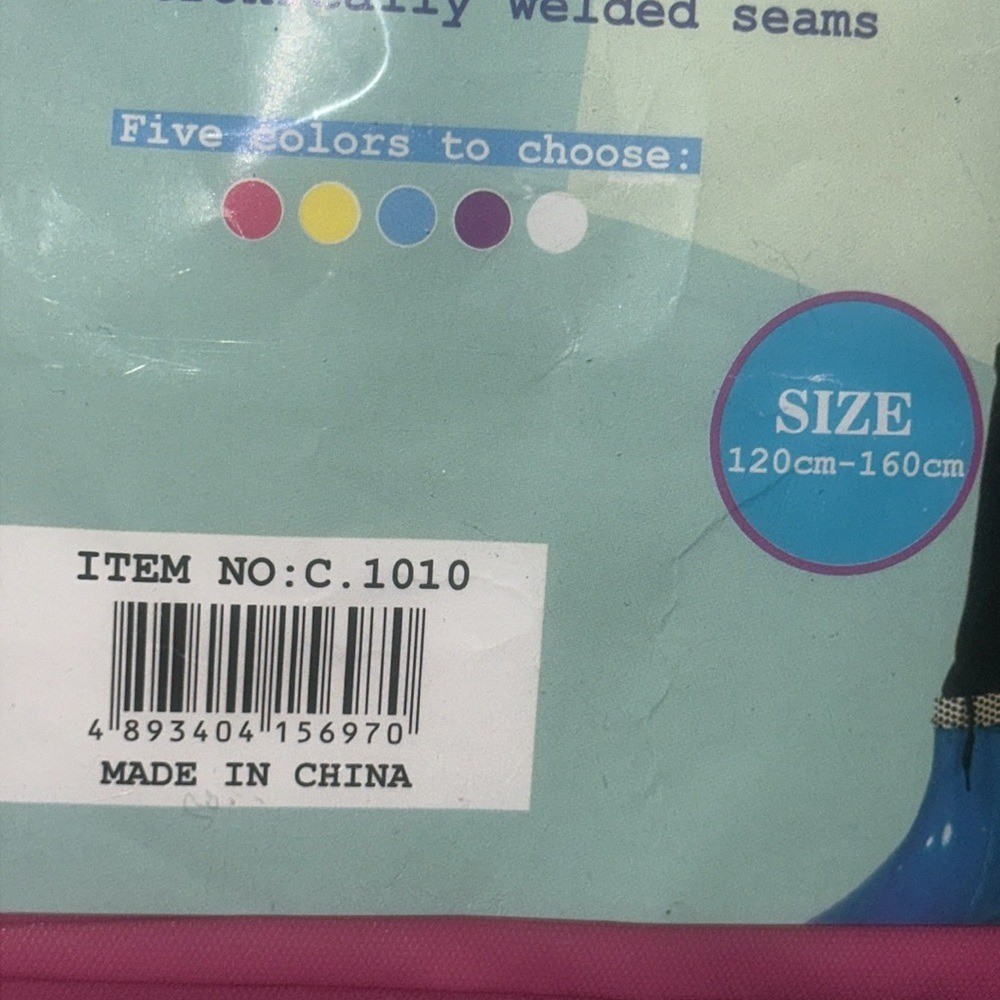 welded seams
Five colors to choose:
SIZE
120cm-160cm
ITEM NO:C.1010
4 893404 156970
MADE IN CHINA